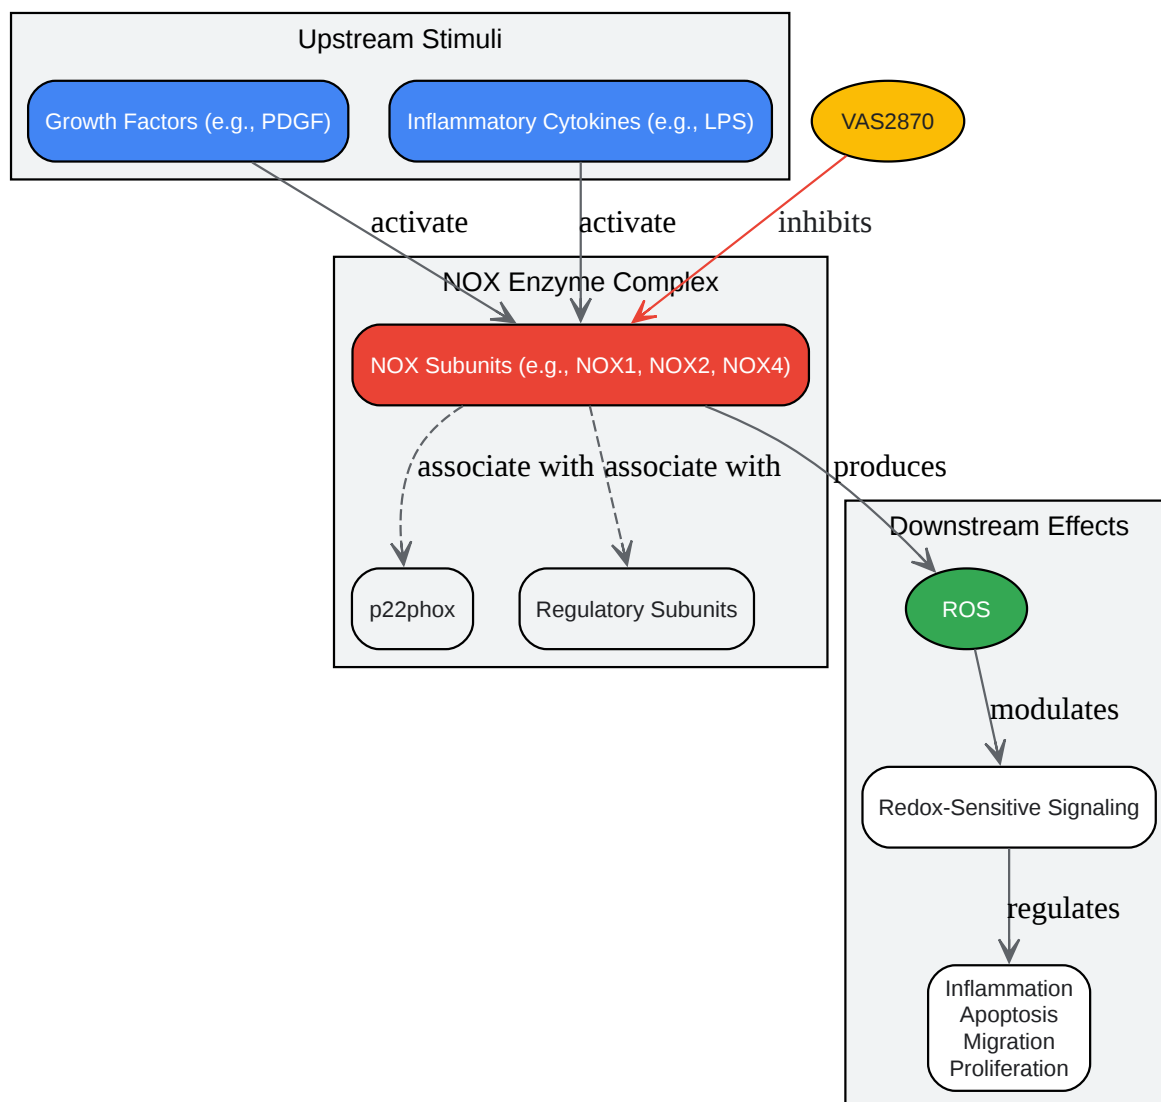 Upstream Stimuli
Growth Factors (e.g., PDGF)
Inflammatory Cytokines (e.g., LPS)
VAS2870
activate
activate
inhibits
NOX Enzyme Complex
NOX Subunits (e.g., NOX1, NOX2, NOX4)
associate with
associate with
produces
Downstream Effects
p22phox
Regulatory Subunits
ROS
modulates
Redox-Sensitive Signaling
regulates
Inflammation
Apoptosis
Migration
Proliferation